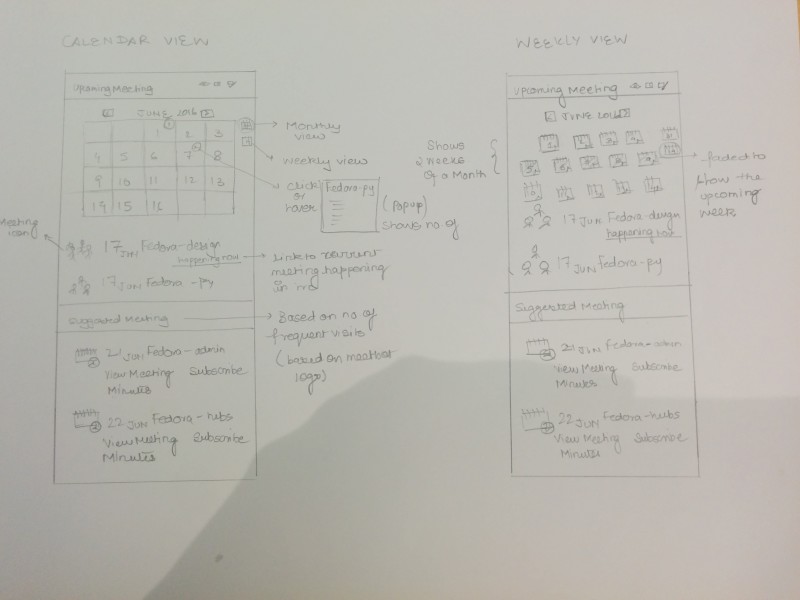 CALENDAR VIEW
Upcoming Meeting
JUNE 2016
1 2 3
4 5 6 7 8
9 10 11 12 13
14 15 16
Monthly
view
weekly view
click
or
hover
Fedora-py
(Popup)
shows no of
Meeting
icon
17 JUN Fedora-design
happening now
Link to current
meeting happening
in
17 JUN Fedora-py
Suggested Meeting
Based on no of
frequent visits
(based on meetbot
logs)
21 JUN Fedora-admin
View Meeting Subscribe
Minutes
22 JUN Fedora-hubs
View Meeting Subscribe
Minutes
WEEKLY VIEW
Upcoming Meeting
JUNE 2016
Shows
2 weeks
of a Month
faded to
show the
upcoming
week
17 JUN Fedora-design
happening now
17 JUN Fedora-py
Suggested Meeting
21 JUN Fedora-admin
View Meeting Subscribe
Minutes
22 JUN Fedora-hubs
View Meeting Subscribe
Minutes